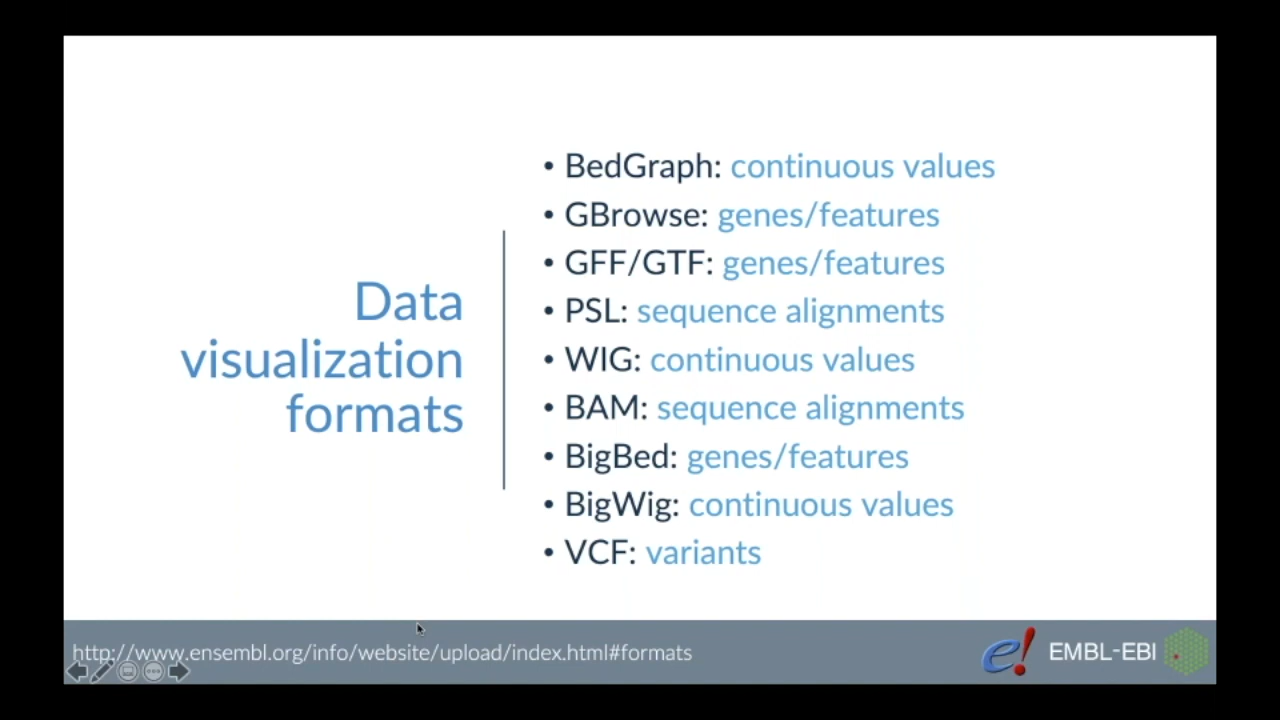 Data
visualization
formats
• BedGraph: continuous values
• GBrowse: genes/features
• GFF/GTF: genes/features
• PSL: sequence alignments
• WIG: continuous values
• BAM: sequence alignments
• BigBed: genes/features
• BigWig: continuous values
• VCF: variants
http://www.ensembl.org/info/website/upload/index.html#formats
e! EMBL-EBI